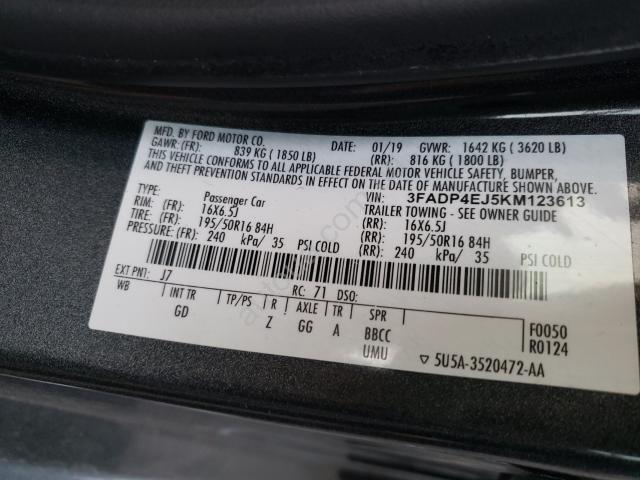 MFD. BY FORD MOTOR CO. DATE: 01/19 GVWR: 1642 KG ( 3620 LB)
GAWR:(FR): 839 KG ( 1850 LB) (RR): 816 KG ( 1800 LB)
THIS VEHICLE CONFORMS TO ALL APPLICABLE FEDERAL MOTOR VEHICLE SAFETY, BUMPER,
AND THEFT PREVENTION STANDARDS IN EFFECT ON THE DATE OF MANUFACTURE SHOWN ABOVE.
VIN: 3FADP4EJ5KM123613
TYPE: Passenger Car TRAILER TOWING - SEE OWNER GUIDE
RIM: (FR): 16X6.5J (RR): 16X6.5J
TIRE: (FR): 195/50R16 84H (RR): 195/50R16 84H
PRESSURE: (FR): 240 kPa/ 35 PSI COLD (RR): 240 kPa/ 35 PSI COLD
EXT PNT: J7 RC: 71 DSO:
WB INT TR TP/PS R AXLE TR SPR F0050
GD Z GG A BBCC R0124
UMU ▽ 5U5A-3520472-AA